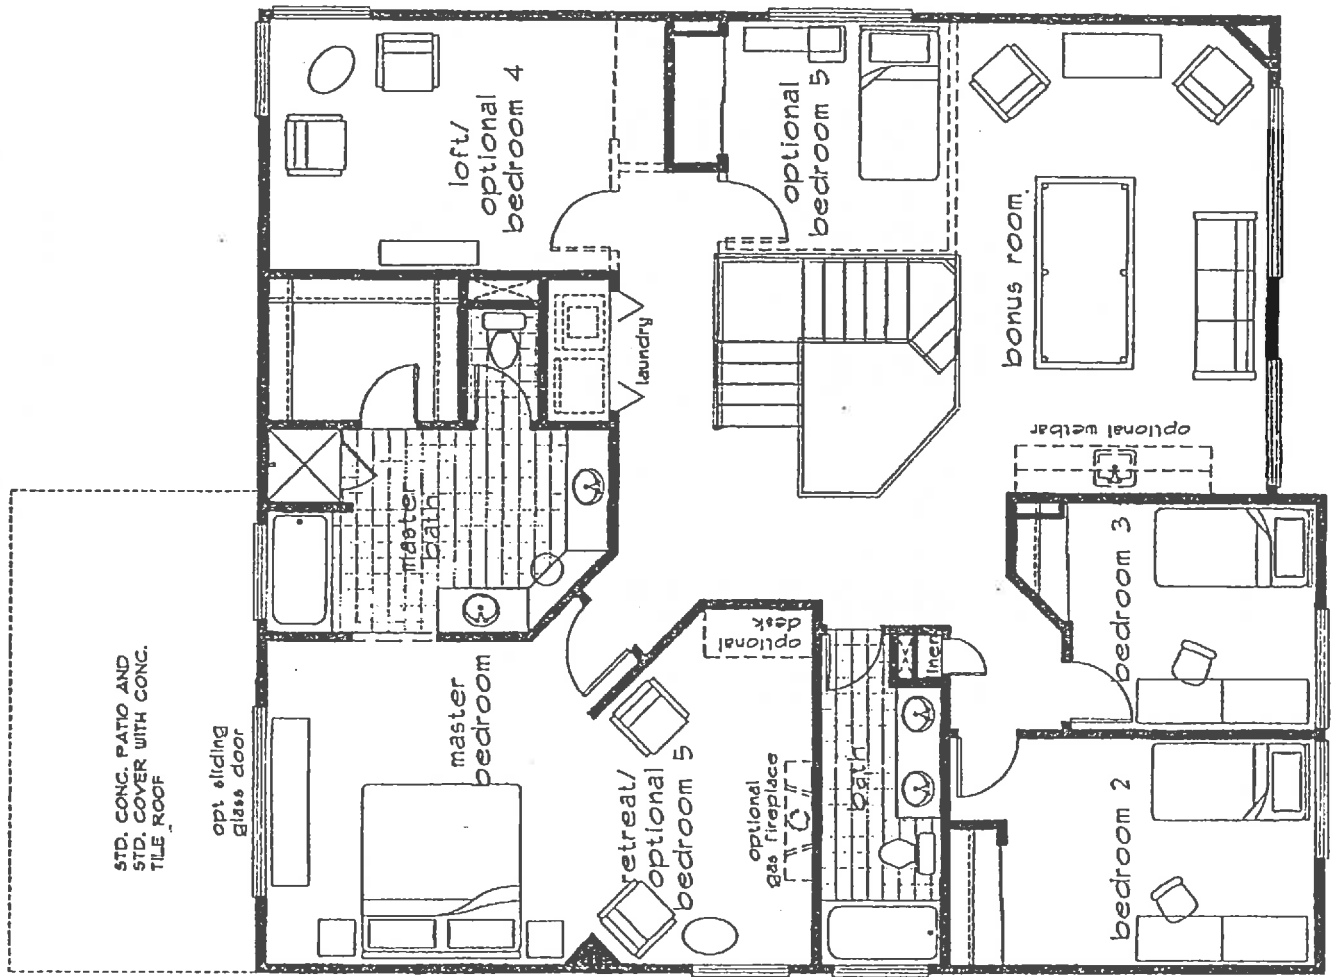 loft/
optional
bedroom 4
optional
bedroom 5
bonus room
laundry
optional wetbar
master
bath
bedroom 3
optional
desk
linen
master
bedroom
STD. CONC. PATIO AND
STD. COVER WITH CONC.
TILE ROOF
opt sliding
glass door
retreat/
optional
bedroom 5
optional
gas fireplace
bath
bedroom 2